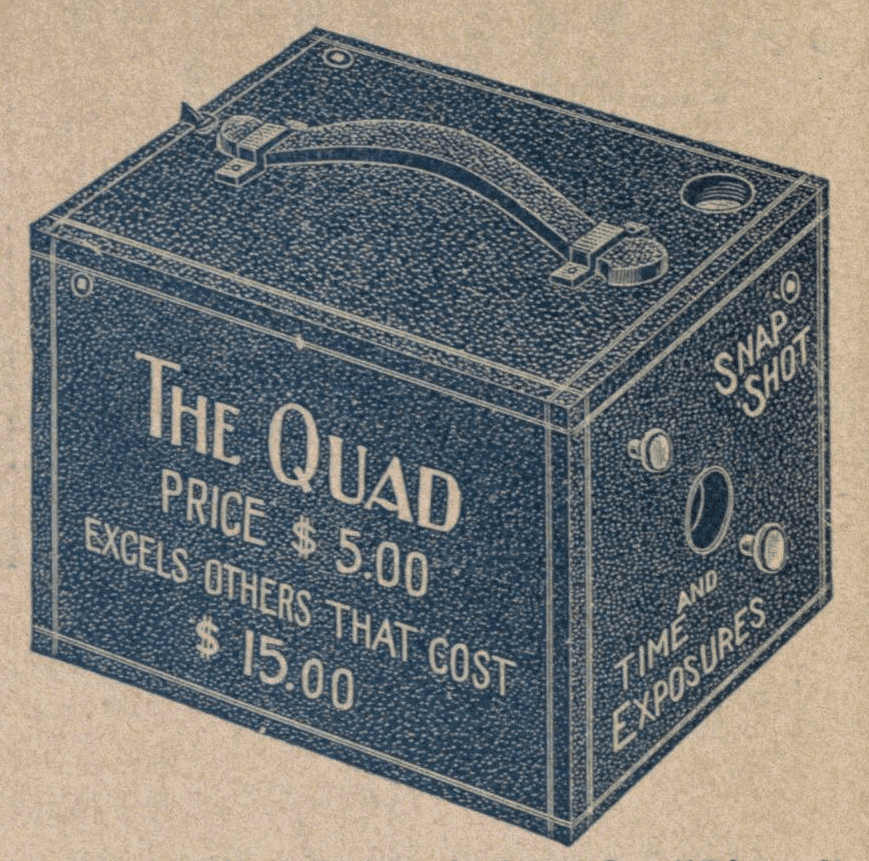 THE QUAD
PRICE $ 5.00
EXCELS OTHERS THAT COST
$ 15.00
SNAP
SHOT
AND
TIME
EXPOSURES